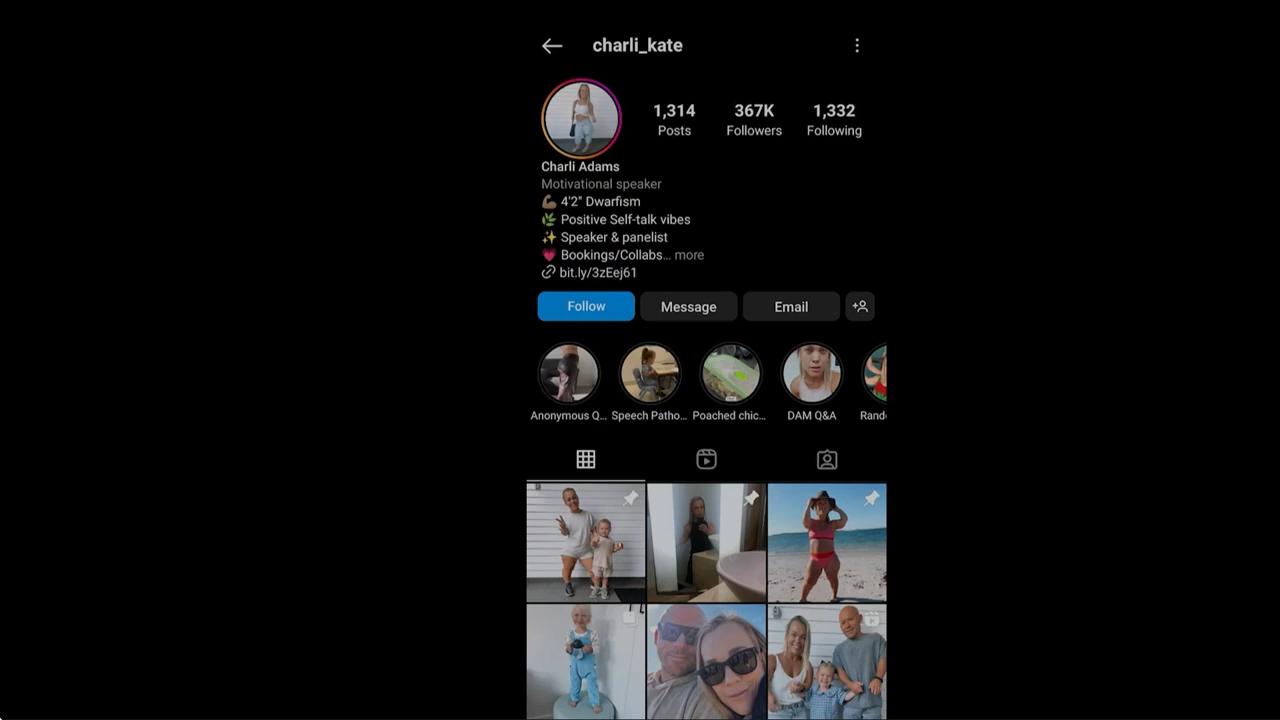 charli_kate
1,314 367K 1,332
Posts Followers Following
Charli Adams
Motivational speaker
4'2" Dwarfism
Positive Self-talk vibes
Speaker & panelist
Bookings/Collabs... more
bit.ly/3zEej61
Follow Message Email
Anonymous Q... Speech Patho... Poached chic... DAM Q&A Rand